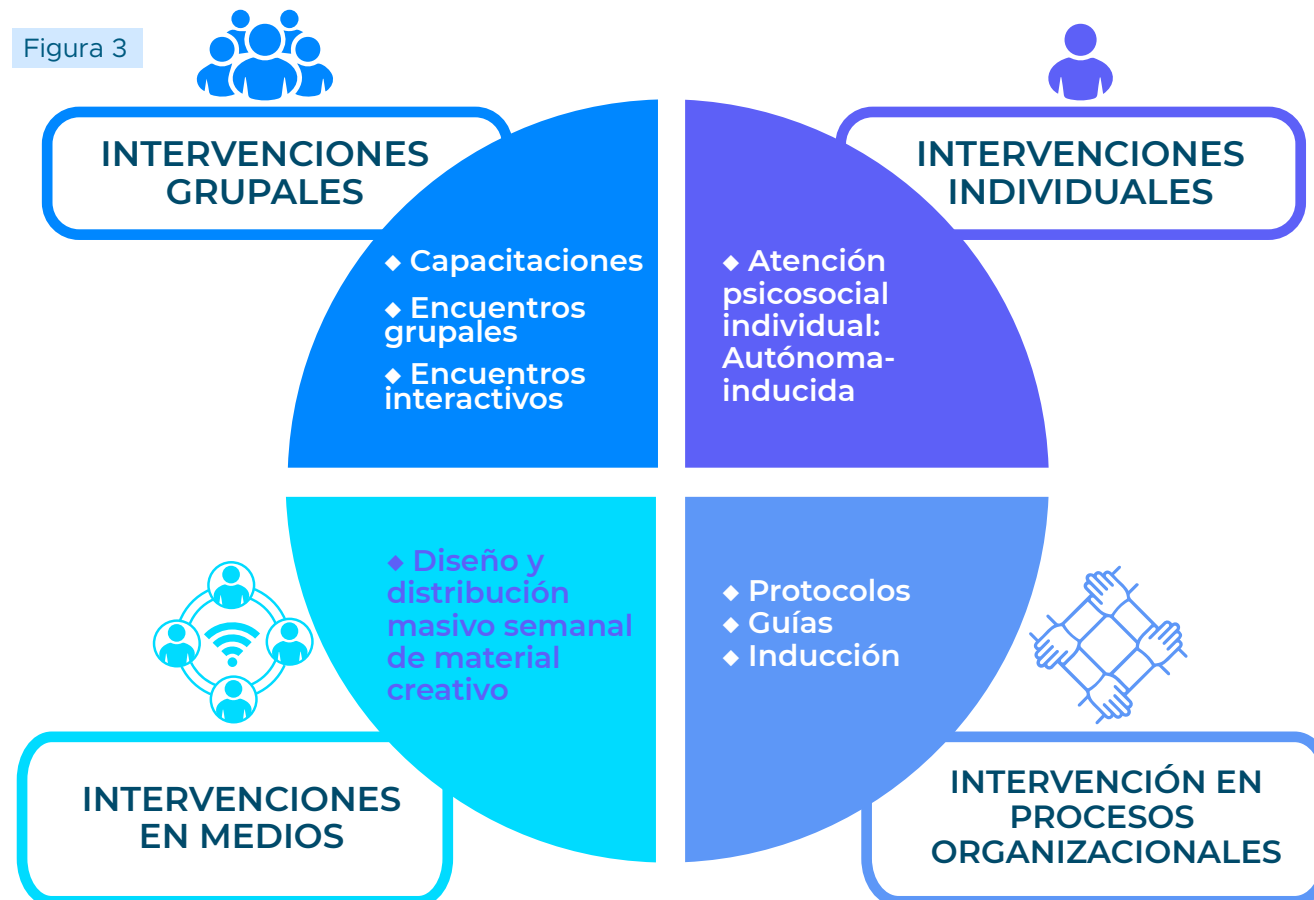 Figura 3
INTERVENCIONES
GRUPALES
◆ Capacitaciones
◆ Encuentros
grupales
◆ Encuentros
interactivos
INTERVENCIONES
INDIVIDUALES
◆ Atención
psicosocial
individual:
Autónoma-
inducida
◆ Diseño y
distribución
masivo semanal
de material
creativo
INTERVENCIONES
EN MEDIOS
◆ Protocolos
◆ Guías
◆ Inducción
INTERVENCIÓN EN
PROCESOS
ORGANIZACIONALES